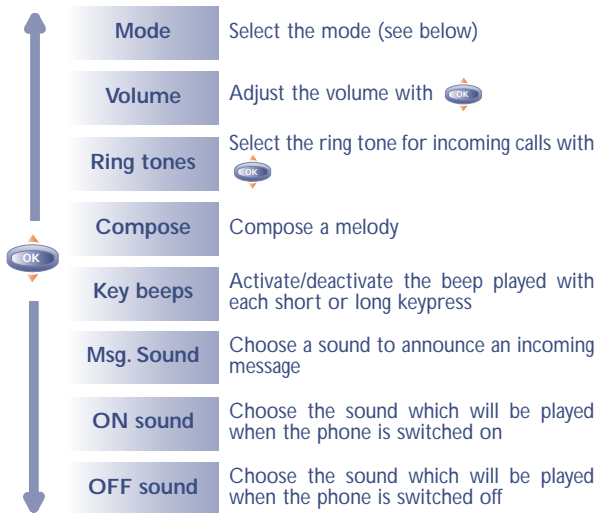 Mode
Select the mode (see below)
Volume
Adjust the volume with OK
Ring tones
Select the ring tone for incoming calls with
OK
Compose
Compose a melody
OK
Key beeps
Activate/deactivate the beep played with
each short or long keypress
Msg. Sound
Choose a sound to announce an incoming
message
ON sound
Choose the sound which will be played
when the phone is switched on
OFF sound
Choose the sound which will be played
when the phone is switched off